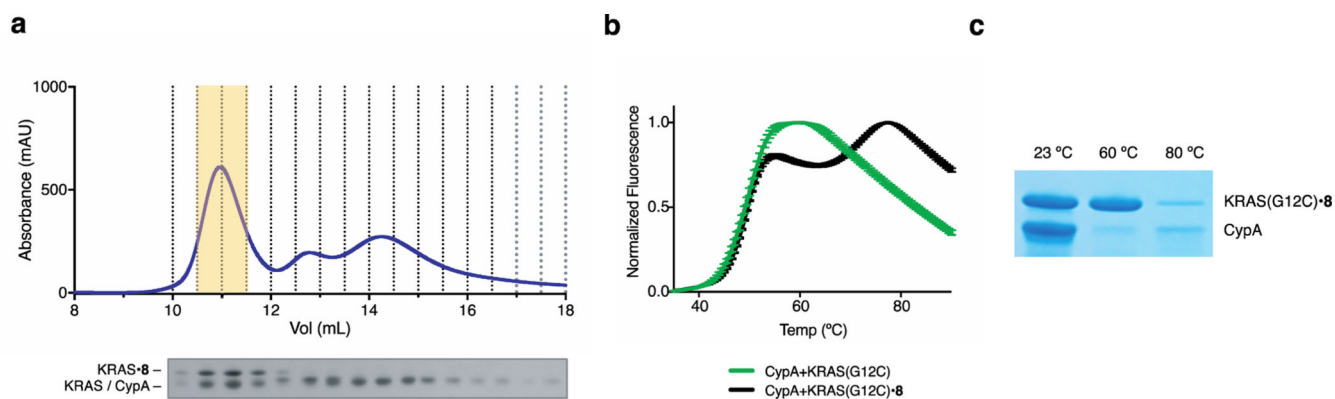 a
1000
500
0
Absorbance (mAU)
8 10 12 14 16 18
Vol (mL)
KRAS•8 –
KRAS / CypA –
b
1.0
0.5
0.0
Normalized Fluorescence
40 60 80
Temp (ºC)
CypA+KRAS(G12C)
CypA+KRAS(G12C)•8
c
23 ºC 60 ºC 80 ºC
KRAS(G12C)•8
CypA